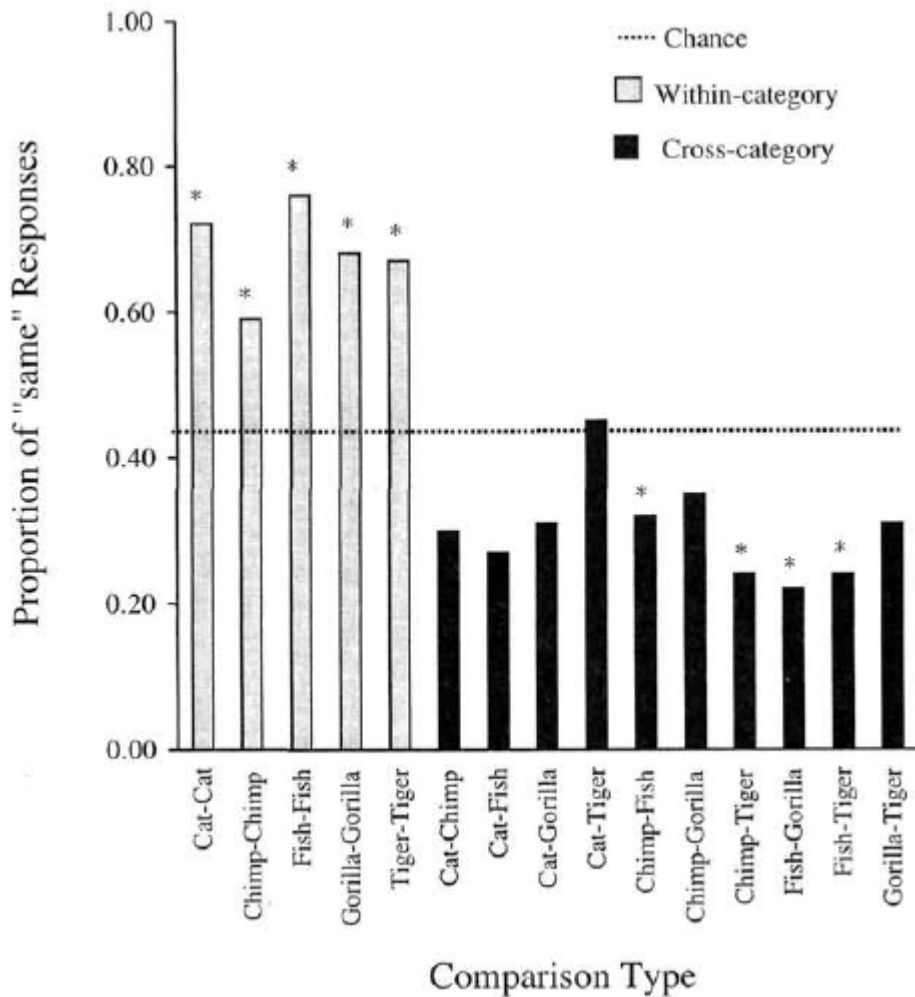 1.00
0.80
0.60
0.40
0.20
0.00
Proportion of "same" Responses
Chance
Within-category
Cross-category
*
*
*
*
*
*
*
*
*
Cat-Cat
Chimp-Chimp
Fish-Fish
Gorilla-Gorilla
Tiger-Tiger
Cat-Chimp
Cat-Fish
Cat-Gorilla
Cat-Tiger
Chimp-Fish
Chimp-Gorilla
Chimp-Tiger
Fish-Gorilla
Fish-Tiger
Gorilla-Tiger
Comparison Type